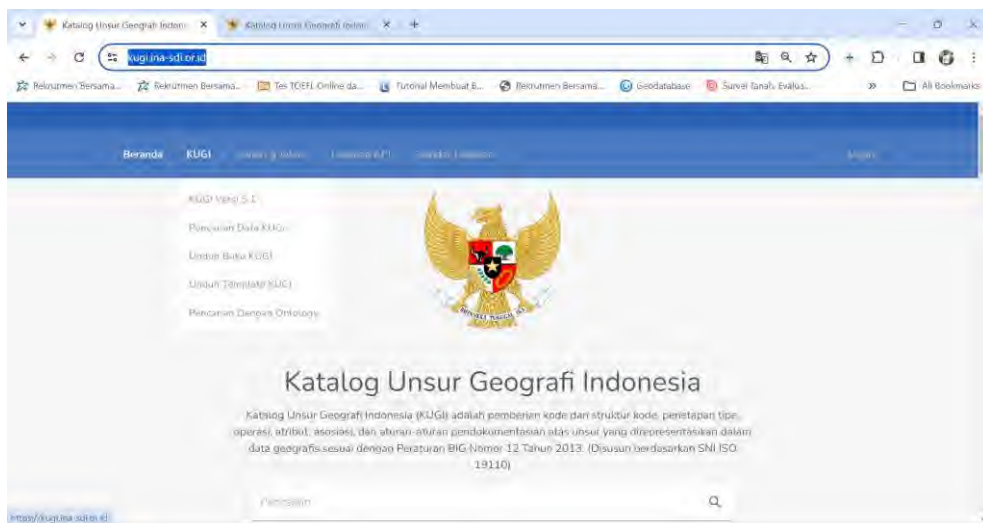 Katalog Unsur Geografi Indon
Katalog Unsur Geografi Indon
kugi.ina-sdi.or.id
Rekrutmen Bersama...
Rekrutmen Bersama...
Tes TOEFL Online da...
Tutorial Membuat B...
Rekrutmen Bersama...
Geodatabase
Survei Tanah, Evalua...
All Bookmarks
Beranda
KUGI
Masuk
KUGI Versi 5.1
Pencarian Data KUGI
Unduh Buku KUGI
Unduh Template KUGI
Pencarian Dengan Ontology
Katalog Unsur Geografi Indonesia
Katalog Unsur Geografi Indonesia (KUGI) adalah pemberian kode dan struktur kode, penetapan tipe,
operasi, atribut, asosiasi, dan aturan-aturan pendokumentasian atas unsur yang direpresentasikan dalam
data geografis sesuai dengan Peraturan BIG Nomor 12 Tahun 2013. (Disusun berdasarkan SNI ISO
19110)
Pencarian
https://kugi.ina-sdi.or.id